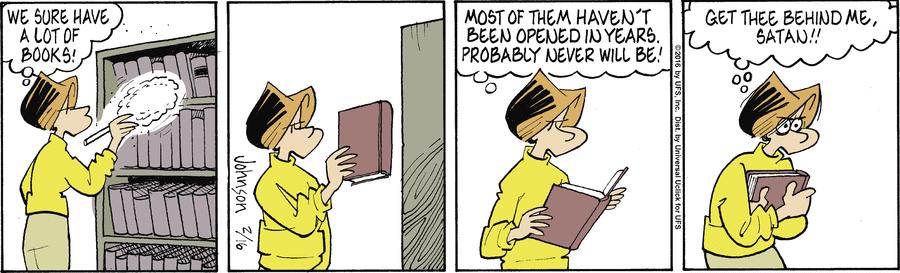 WE SURE HAVE
A LOT OF
BOOKS!
Johnson 2/16
MOST OF THEM HAVEN'T
BEEN OPENED IN YEARS.
PROBABLY NEVER WILL BE!
©2016 by UFS, Inc. Dist. by Universal Uclick for UFS
GET THEE BEHIND ME,
SATAN!!